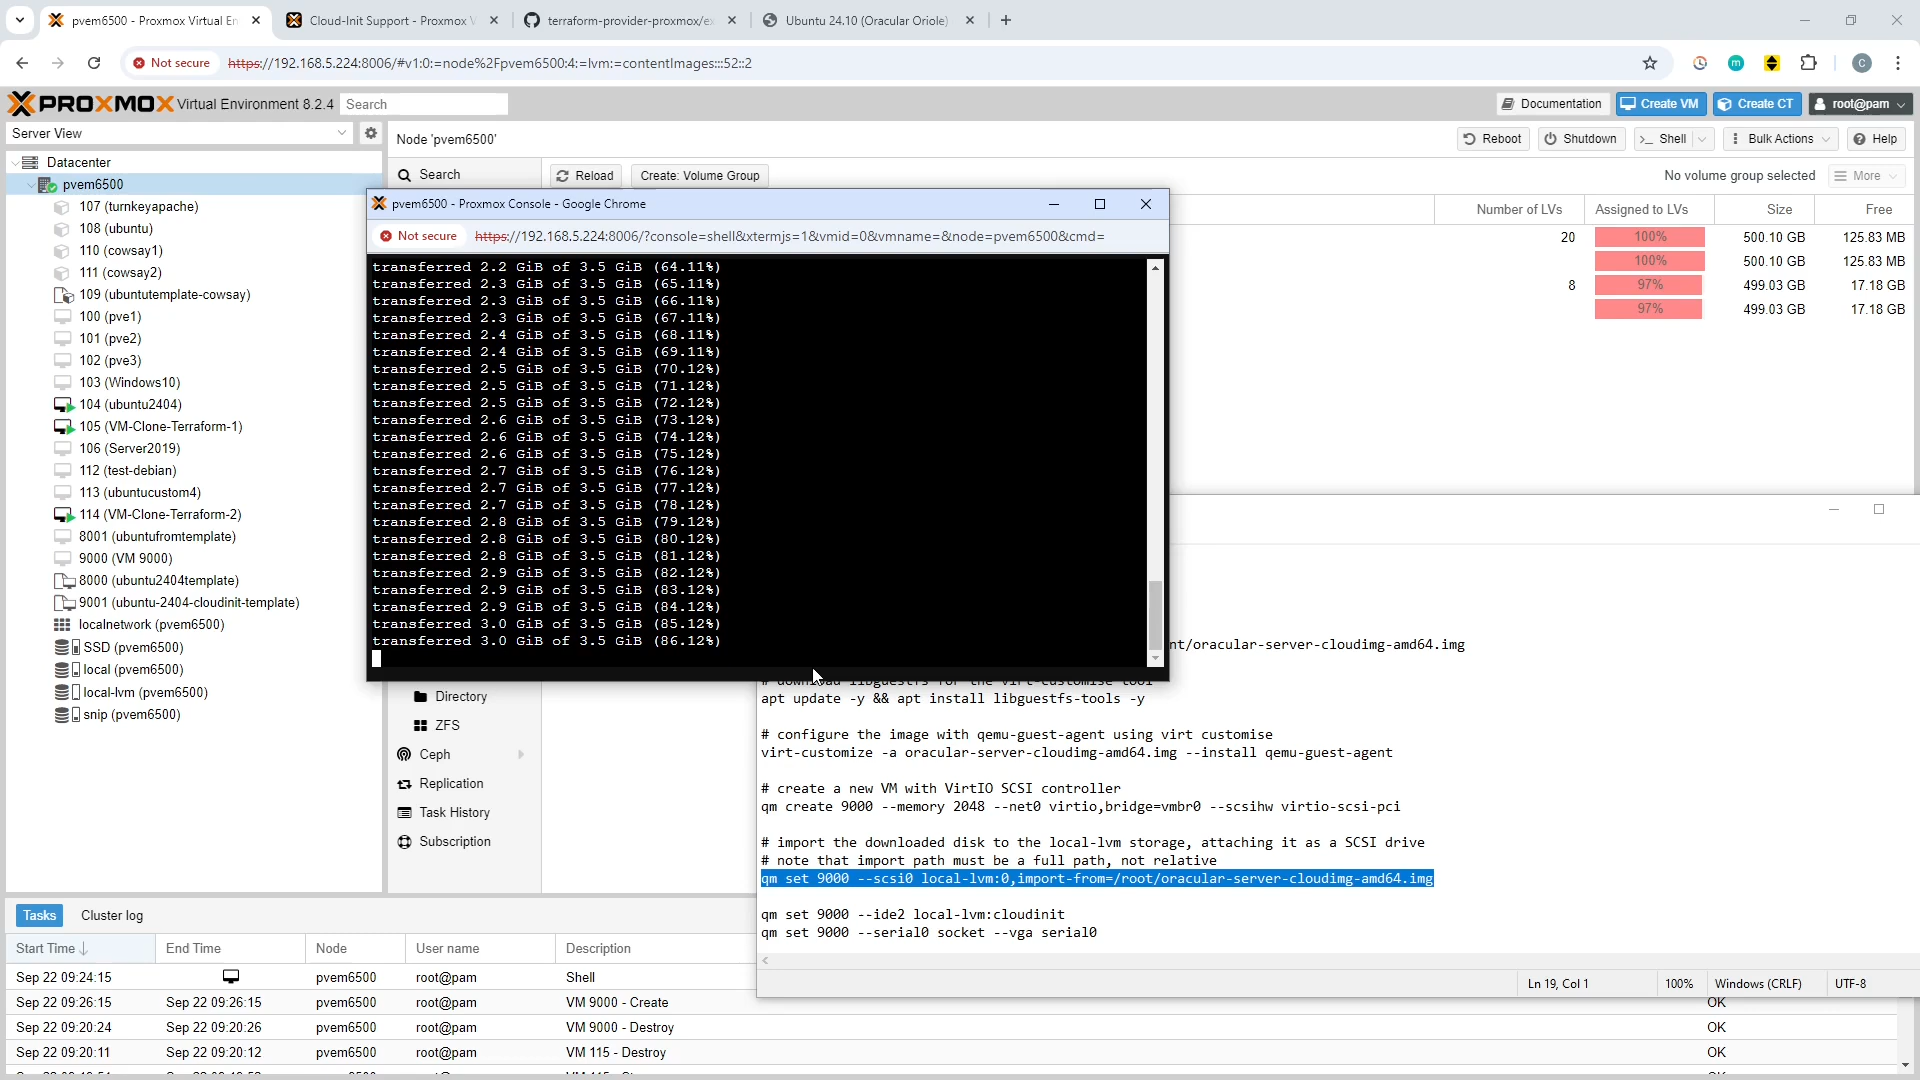 pvem6500 - Proxmox Virtual En
Cloud-Init Support - Proxmox V
terraform-provider-proxmox/ex
Ubuntu 24.10 (Oracular Oriole)
Not secure
https://192.168.5.224:8006/#v1:0:=node%2Fpvem6500:4:=lvm:=contentImages:::52::2
m
C
PROXMOX Virtual Environment 8.2.4
Search
Documentation
Create VM
Create CT
root@pam
Server View
Node 'pvem6500'
Reboot
Shutdown
Shell
Bulk Actions
Help
Datacenter
pvem6500
107 (turnkeyapache)
108 (ubuntu)
110 (cowsay1)
111 (cowsay2)
109 (ubuntutemplate-cowsay)
100 (pve1)
101 (pve2)
102 (pve3)
103 (Windows10)
104 (ubuntu2404)
105 (VM-Clone-Terraform-1)
106 (Server2019)
112 (test-debian)
113 (ubuntucustom4)
114 (VM-Clone-Terraform-2)
8001 (ubuntufromtemplate)
9000 (VM 9000)
8000 (ubuntu2404template)
9001 (ubuntu-2404-cloudinit-template)
localnetwork (pvem6500)
SSD (pvem6500)
local (pvem6500)
local-lvm (pvem6500)
snip (pvem6500)
Search
Reload
Create: Volume Group
No volume group selected
More
Number of LVs
Assigned to LVs
Size
Free
20 100% 500.10 GB 125.83 MB
100% 500.10 GB 125.83 MB
8 97% 499.03 GB 17.18 GB
97% 499.03 GB 17.18 GB
pvem6500 - Proxmox Console - Google Chrome
Not secure
https://192.168.5.224:8006/?console=shell&xtermjs=1&vmid=0&vmname=&node=pvem6500&cmd=
transferred 2.2 GiB of 3.5 GiB (64.11%)
transferred 2.3 GiB of 3.5 GiB (65.11%)
transferred 2.3 GiB of 3.5 GiB (66.11%)
transferred 2.3 GiB of 3.5 GiB (67.11%)
transferred 2.4 GiB of 3.5 GiB (68.11%)
transferred 2.4 GiB of 3.5 GiB (69.11%)
transferred 2.5 GiB of 3.5 GiB (70.12%)
transferred 2.5 GiB of 3.5 GiB (71.12%)
transferred 2.5 GiB of 3.5 GiB (72.12%)
transferred 2.6 GiB of 3.5 GiB (73.12%)
transferred 2.6 GiB of 3.5 GiB (74.12%)
transferred 2.6 GiB of 3.5 GiB (75.12%)
transferred 2.7 GiB of 3.5 GiB (76.12%)
transferred 2.7 GiB of 3.5 GiB (77.12%)
transferred 2.7 GiB of 3.5 GiB (78.12%)
transferred 2.8 GiB of 3.5 GiB (79.12%)
transferred 2.8 GiB of 3.5 GiB (80.12%)
transferred 2.8 GiB of 3.5 GiB (81.12%)
transferred 2.9 GiB of 3.5 GiB (82.12%)
transferred 2.9 GiB of 3.5 GiB (83.12%)
transferred 2.9 GiB of 3.5 GiB (84.12%)
transferred 3.0 GiB of 3.5 GiB (85.12%)
transferred 3.0 GiB of 3.5 GiB (86.12%)
Directory
ZFS
Ceph
Replication
Task History
Subscription
nt/oracular-server-cloudimg-amd64.img
# download libguestfs for the virt-customise tool
apt update -y && apt install libguestfs-tools -y
# configure the image with qemu-guest-agent using virt customise
virt-customize -a oracular-server-cloudimg-amd64.img --install qemu-guest-agent
# create a new VM with VirtIO SCSI controller
qm create 9000 --memory 2048 --net0 virtio,bridge=vmbr0 --scsihw virtio-scsi-pci
# import the downloaded disk to the local-lvm storage, attaching it as a SCSI drive
# note that import path must be a full path, not relative
qm set 9000 --scsi0 local-lvm:0,import-from=/root/oracular-server-cloudimg-amd64.img
qm set 9000 --ide2 local-lvm:cloudinit
qm set 9000 --serial0 socket --vga serial0
Ln 19, Col 1
100%
Windows (CRLF)
UTF-8
Tasks
Cluster log
Start Time
End Time
Node
User name
Description
Sep 22 09:24:15 pvem6500 root@pam Shell
Sep 22 09:26:15 Sep 22 09:26:15 pvem6500 root@pam VM 9000 - Create OK
Sep 22 09:20:24 Sep 22 09:20:26 pvem6500 root@pam VM 9000 - Destroy OK
Sep 22 09:20:11 Sep 22 09:20:12 pvem6500 root@pam VM 115 - Destroy OK